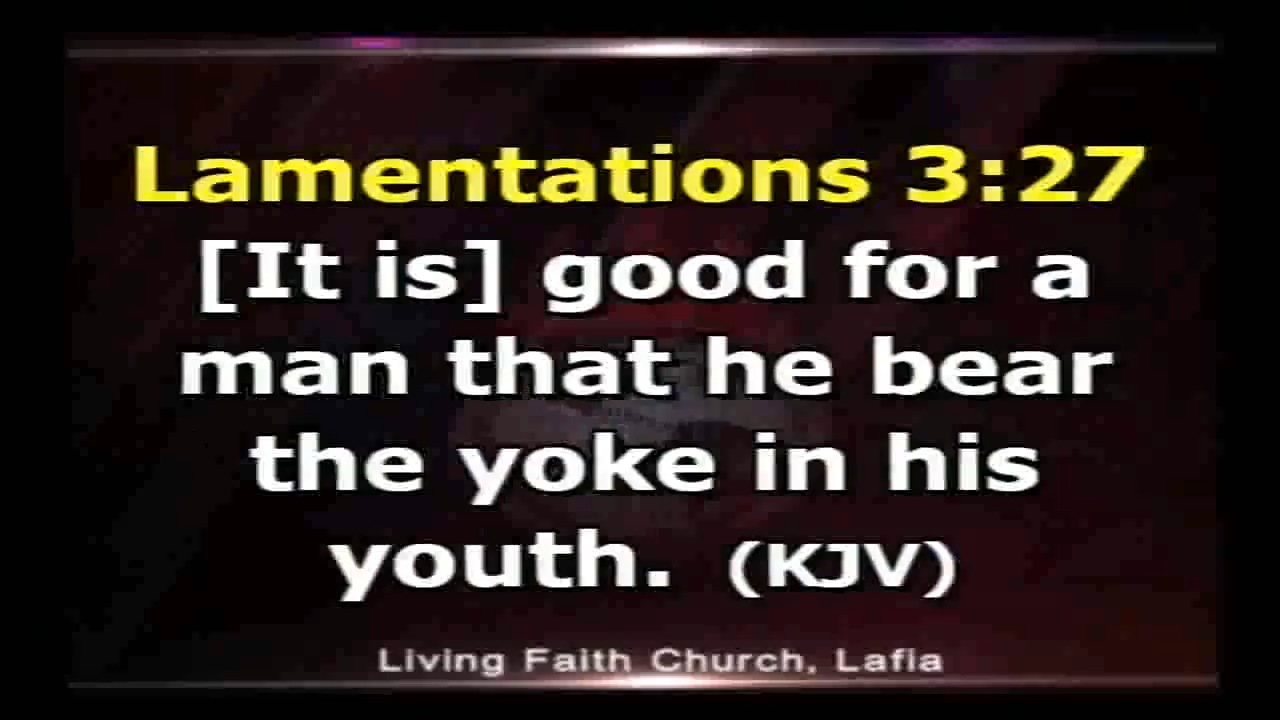 Lamentations 3:27
[It is] good for a
man that he bear
the yoke in his
youth. (KJV)
Living Faith Church, Lafia